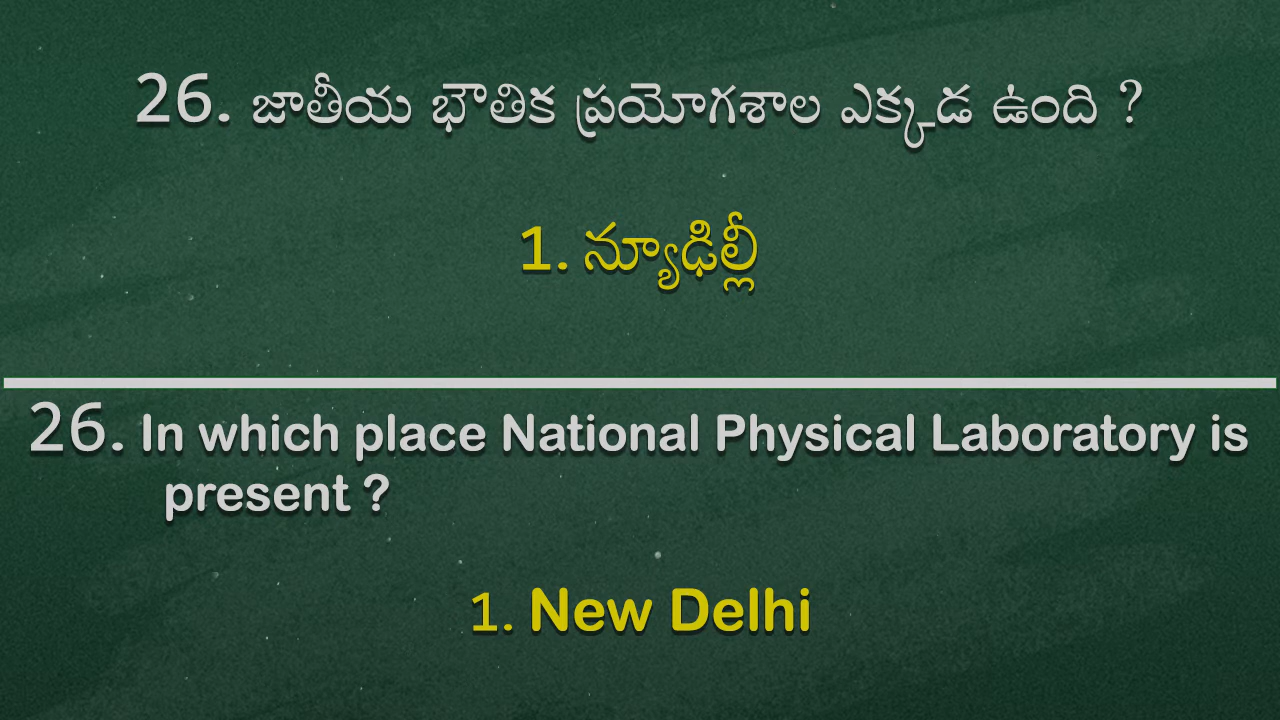 26. జాతీయ భౌతిక ప్రయోగశాల ఎక్కడ ఉంది ?
1. న్యూఢిల్లీ
26. In which place National Physical Laboratory is
present ?
1. New Delhi